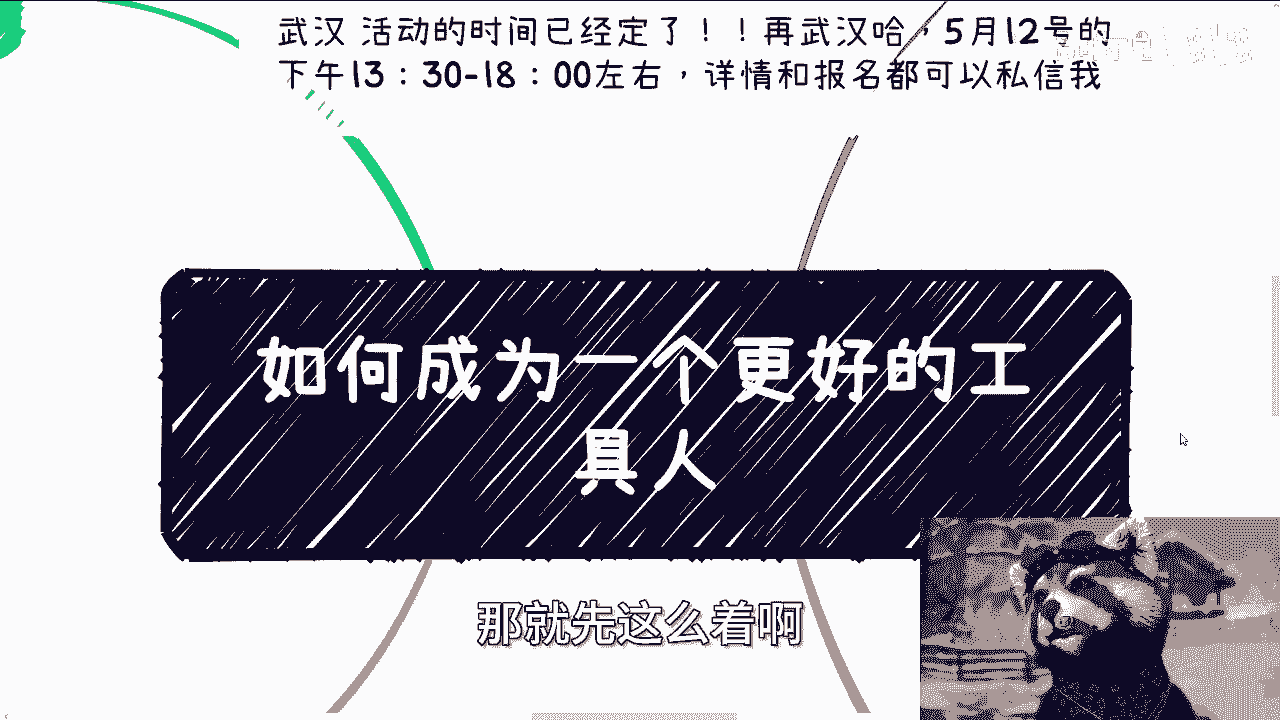 武汉 活动的时间已经定了！！再武汉哈，5月12号的
下午13：30-18：00左右，详情和报名都可以私信我
如何成为一个更好的工
具人
那就先这么着啊